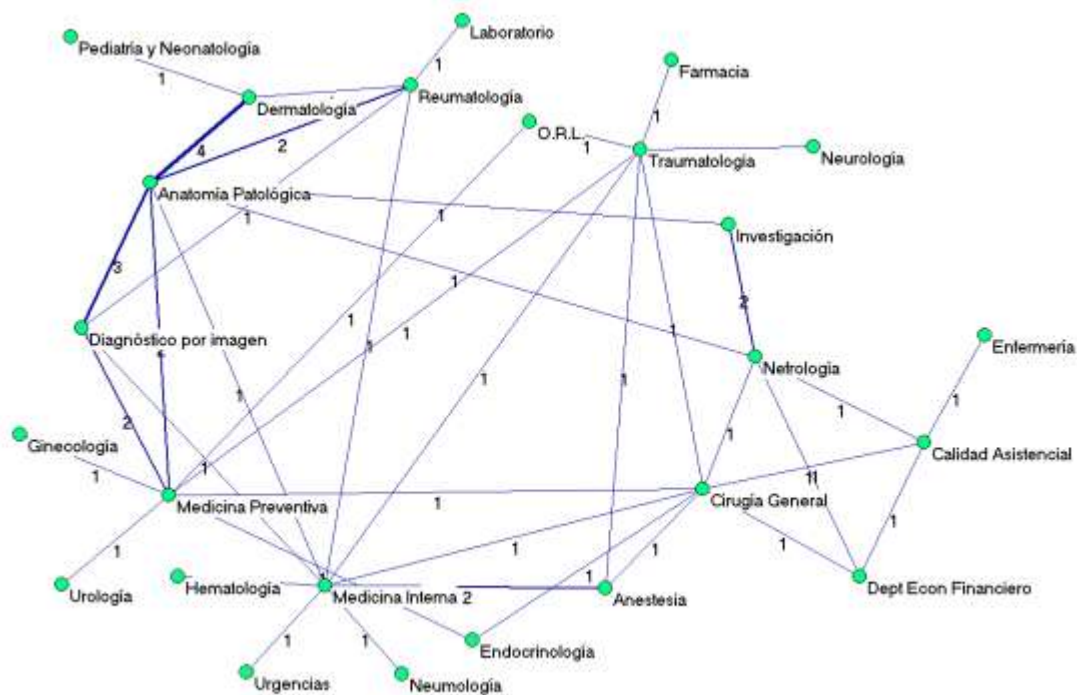 Laboratorio
Pediatría y Neonatología
Farmacia
1
1
Reumatología
Dermatología
1
O.R.L.
1
Traumatología
Neurología
4
2
Anatomía Patológica
1
1
Investigación
3
1
2
1
1
1
1
Diagnóstico por imagen
Enfermería
1
1
Nefrología
1
1
1
2
1
Ginecología
1
Calidad Asistencial
1
1
11
Medicina Preventiva
1
Cirugía General
1
1
1
1
1
1
Urología
Hematología
Medicina Interna 2
Anestesia
Dept Econ Financiero
1
1
Endocrinología
Urgencias
Neumología